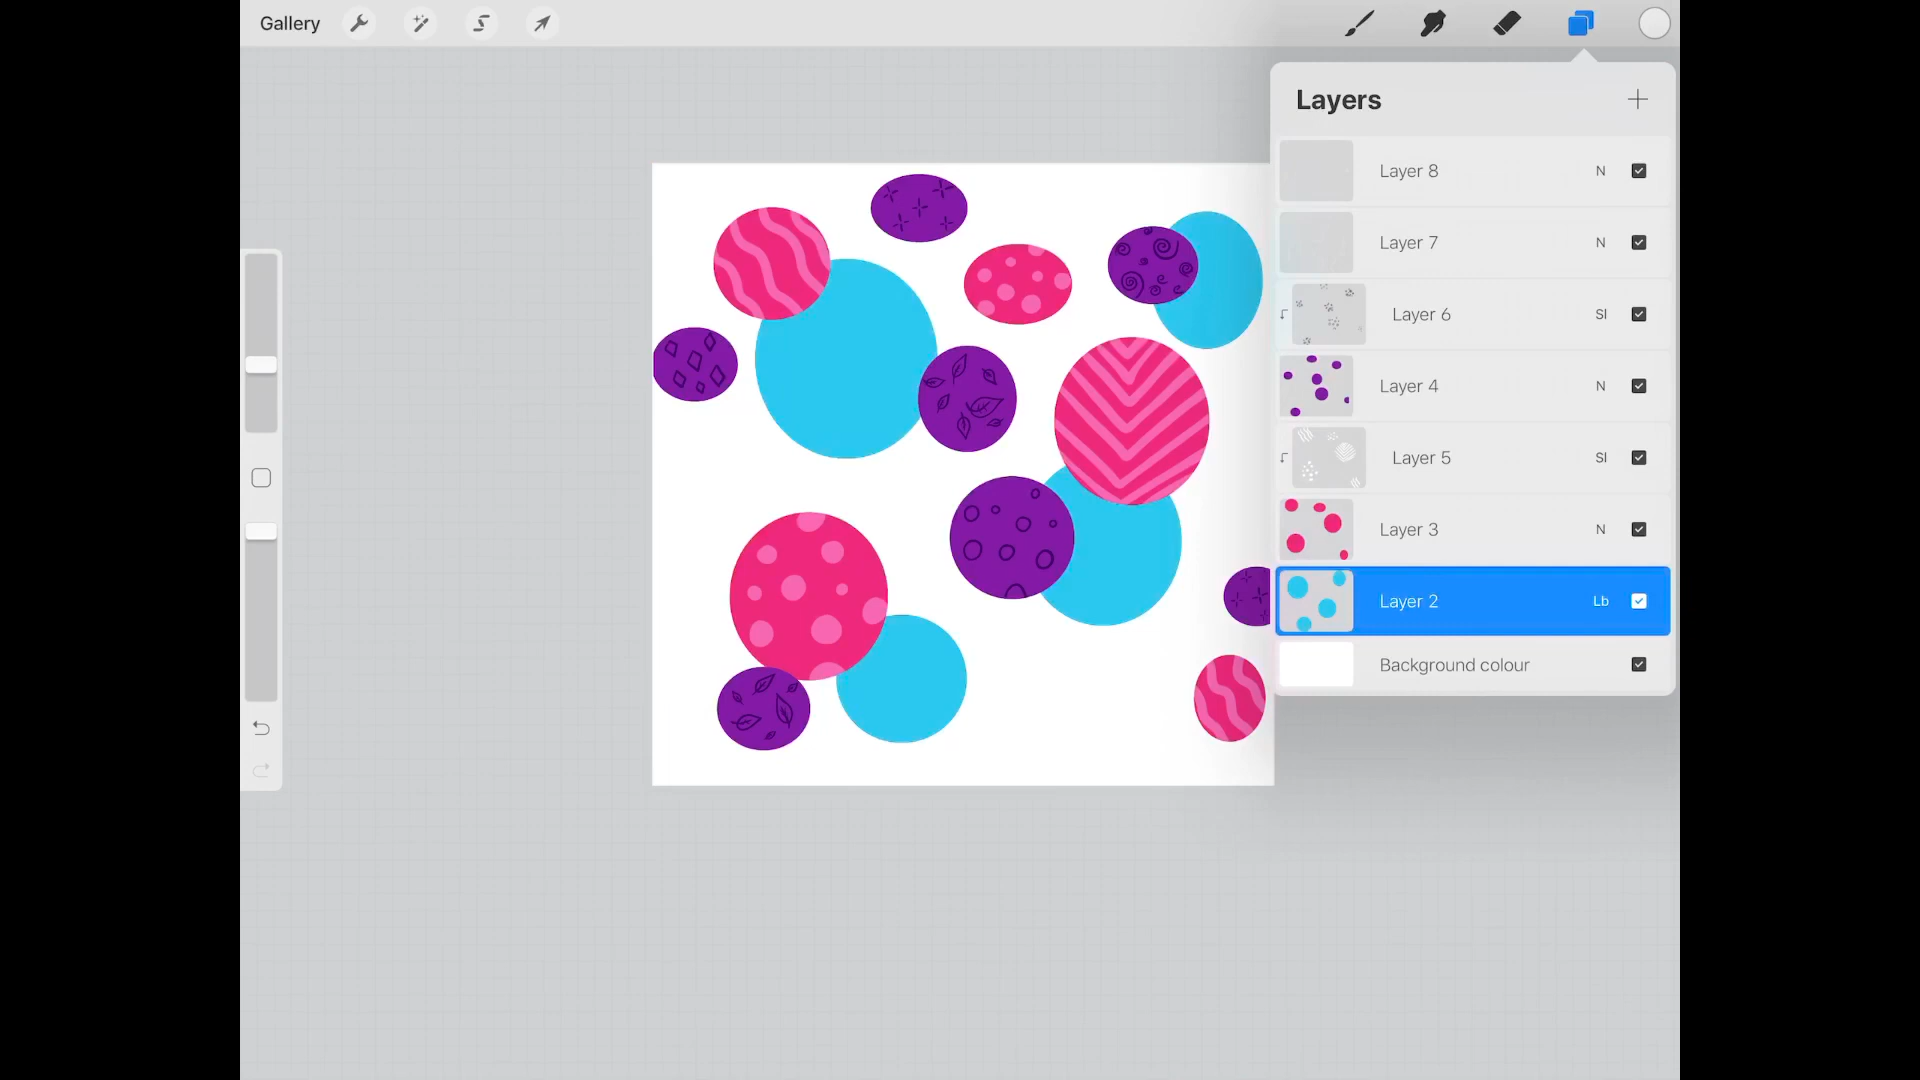 Gallery
Layers
Layer 8 N
Layer 7 N
Layer 6 Sl
Layer 4 N
Layer 5 Sl
Layer 3 N
Layer 2 Lb
Background colour